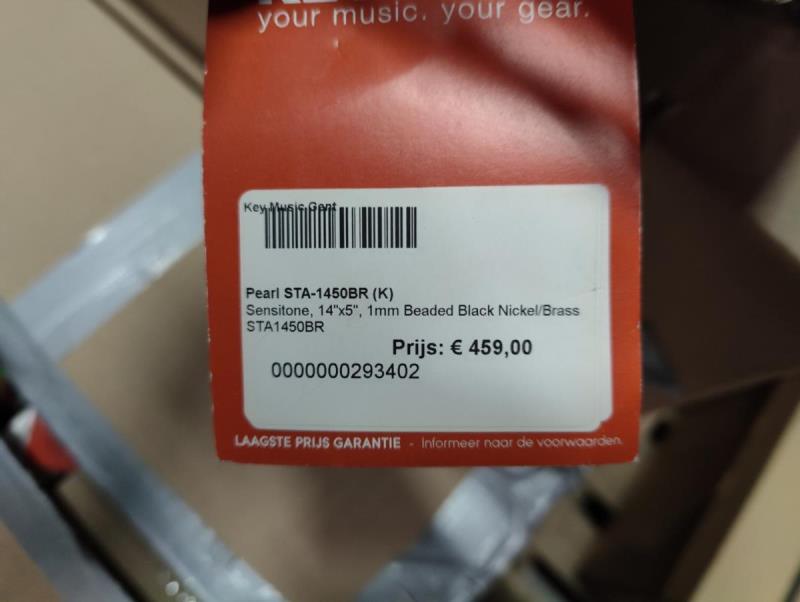 your music. your gear.
Key Music Gent
Pearl STA-1450BR (K)
Sensitone, 14"x5", 1mm Beaded Black Nickel/Brass
STA1450BR
Prijs: € 459,00
0000000293402
LAAGSTE PRIJS GARANTIE - Informeer naar de voorwaarden.